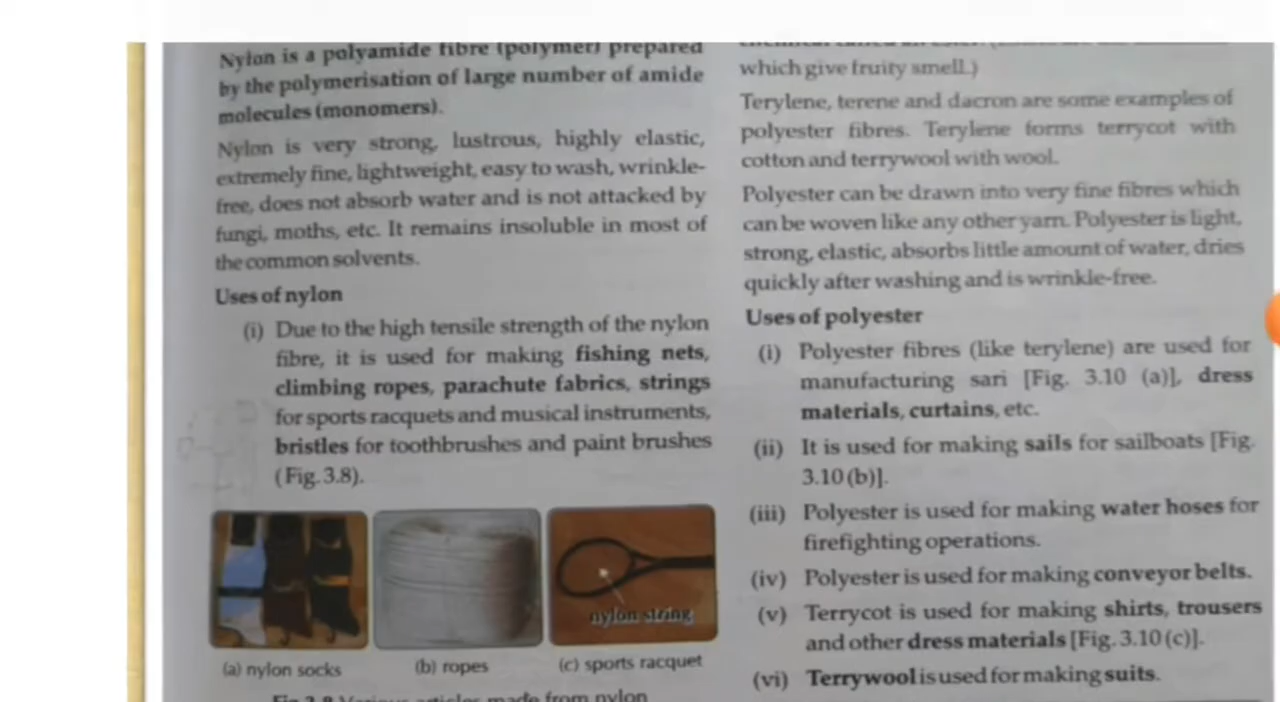 Nylon is a polyamide fibre (polymer) prepared
by the polymerisation of large number of amide
molecules (monomers).
Nylon is very strong, lustrous, highly elastic,
extremely fine, lightweight, easy to wash, wrinkle-
free, does not absorb water and is not attacked by
fungi, moths, etc. It remains insoluble in most of
the common solvents.
Uses of nylon
(i) Due to the high tensile strength of the nylon
fibre, it is used for making fishing nets,
climbing ropes, parachute fabrics, strings
for sports racquets and musical instruments,
bristles for toothbrushes and paint brushes
(Fig. 3.8).
nylon string
(a) nylon socks
(b) ropes
(c) sports racquet
Various articles made from nylon
which give fruity smell.)
Terylene, terene and dacron are some examples of
polyester fibres. Terylene forms terrycot with
cotton and terrywool with wool.
Polyester can be drawn into very fine fibres which
can be woven like any other yarn. Polyester is light,
strong, elastic, absorbs little amount of water, dries
quickly after washing and is wrinkle-free.
Uses of polyester
(i) Polyester fibres (like terylene) are used for
manufacturing sari [Fig. 3.10 (a)], dress
materials, curtains, etc.
(ii) It is used for making sails for sailboats [Fig.
3.10 (b)].
(iii) Polyester is used for making water hoses for
firefighting operations.
(iv) Polyester is used for making conveyor belts.
(v) Terrycot is used for making shirts, trousers
and other dress materials [Fig. 3.10 (c)].
(vi) Terrywool is used for making suits.